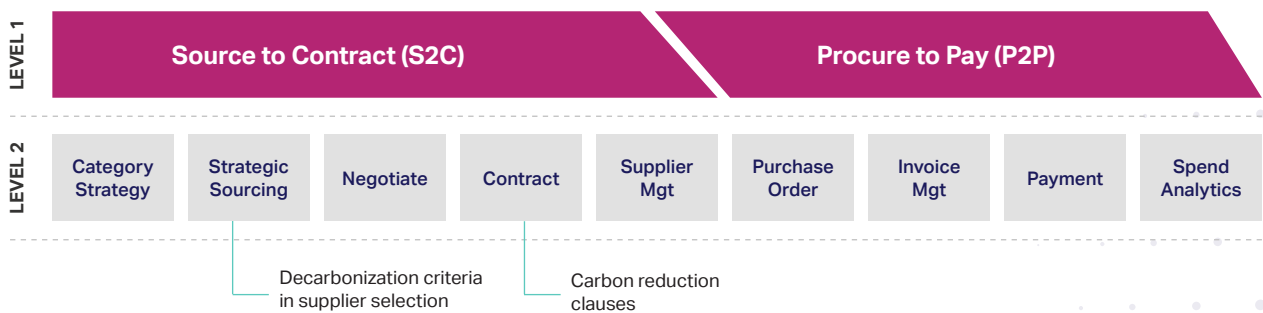 LEVEL 1
Source to Contract (S2C)
Procure to Pay (P2P)
LEVEL 2
Category
Strategy
Strategic
Sourcing
Negotiate
Contract
Supplier
Mgt
Purchase
Order
Invoice
Mgt
Payment
Spend
Analytics
Decarbonization criteria
in supplier selection
Carbon reduction
clauses